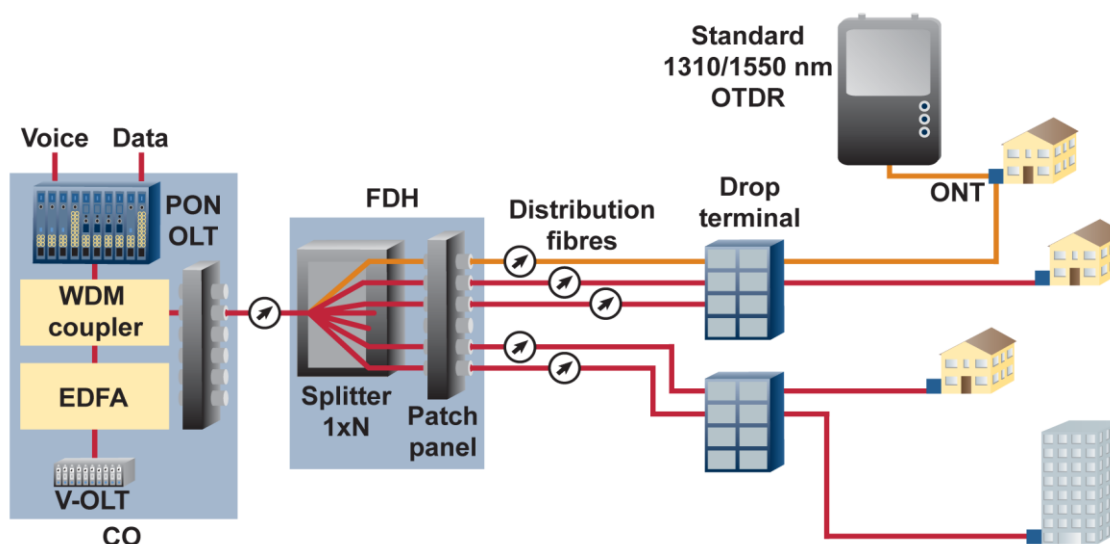 Standard
1310/1550 nm
OTDR
Voice
Data
PON
OLT
FDH
Distribution
fibres
Drop
terminal
ONT
WDM
coupler
EDFA
Splitter
1xN
Patch
panel
V-OLT
CO